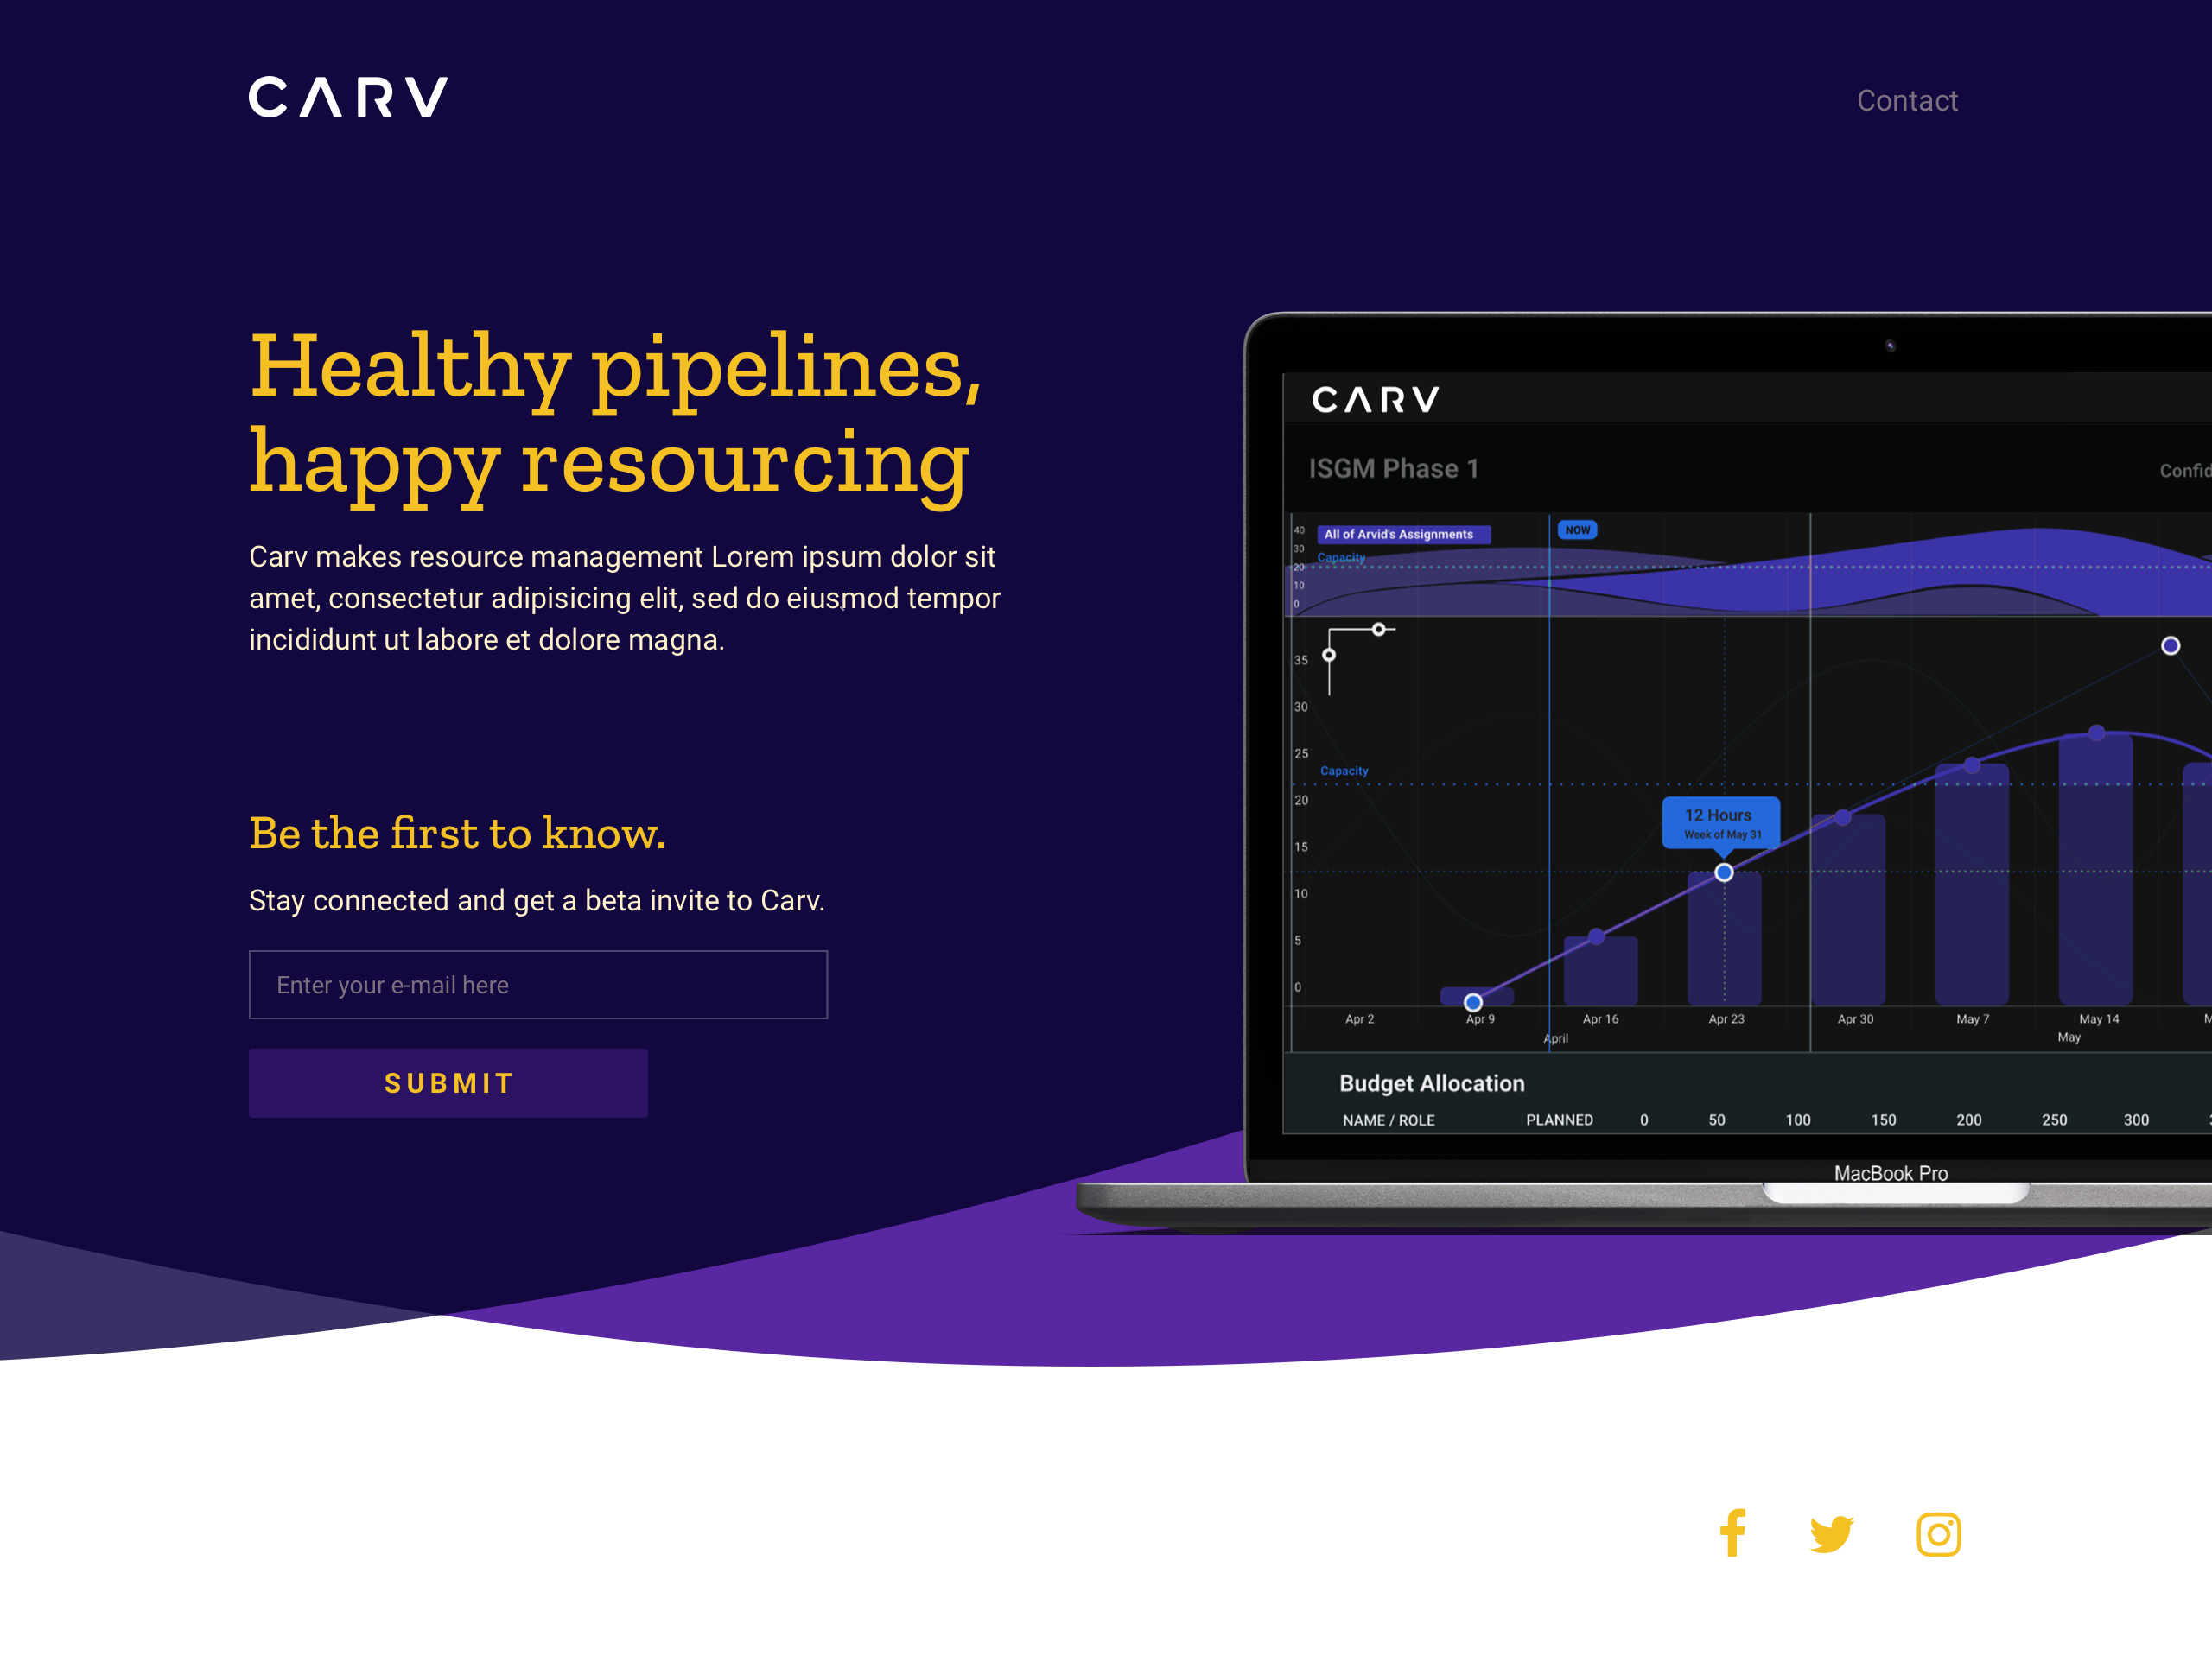 CARV
Contact
Healthy pipelines,
happy resourcing
Carv makes resource management Lorem ipsum dolor sit
amet, consectetur adipisicing elit, sed do eiusmod tempor
incididunt ut labore et dolore magna.
Be the first to know.
Stay connected and get a beta invite to Carv.
Enter your e-mail here
SUBMIT
CARV
ISGM Phase 1
40
All of Arvid's Assignments
NOW
30
Capacity
20
10
0
35
30
25
Capacity
20
12 Hours
Week of May 31
15
10
5
0
Apr 2 Apr 9 Apr 16 Apr 23 Apr 30 May 7 May 14
April May
Budget Allocation
NAME / ROLE PLANNED 0 50 100 150 200 250 300
MacBook Pro